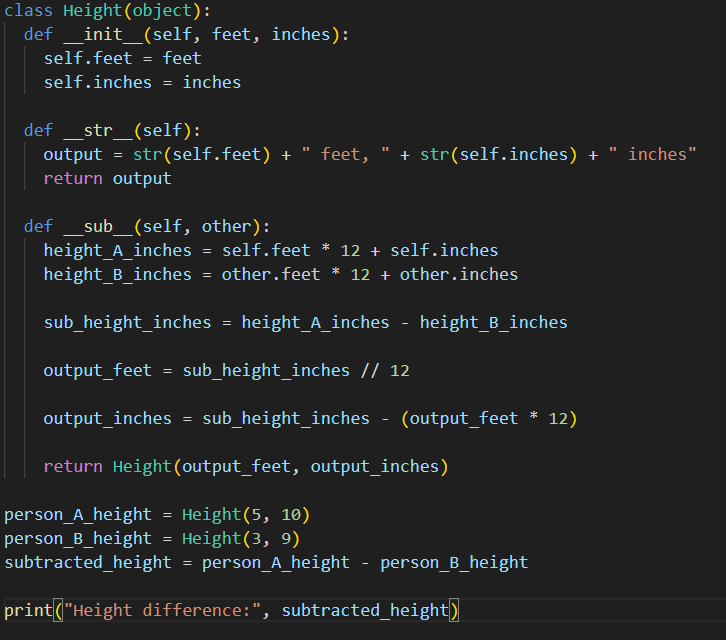 class Height(object):
  def __init__(self, feet, inches):
    self.feet = feet
    self.inches = inches

  def __str__(self):
    output = str(self.feet) + " feet, " + str(self.inches) + " inches"
    return output

  def __sub__(self, other):
    height_A_inches = self.feet * 12 + self.inches
    height_B_inches = other.feet * 12 + other.inches

    sub_height_inches = height_A_inches - height_B_inches

    output_feet = sub_height_inches // 12

    output_inches = sub_height_inches - (output_feet * 12)

    return Height(output_feet, output_inches)

person_A_height = Height(5, 10)
person_B_height = Height(3, 9)
subtracted_height = person_A_height - person_B_height

print("Height difference:", subtracted_height)